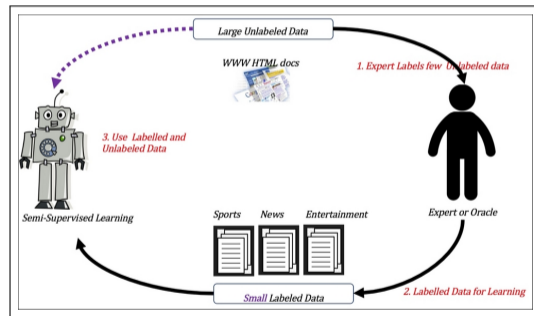 Large Unlabeled Data
WWW HTML docs
1. Expert Labels few Unlabeled data
3. Use Labelled and
Unlabeled Data
Semi-Supervised Learning
Expert or Oracle
Sports News Entertainment
2. Labelled Data for Learning
Small Labeled Data